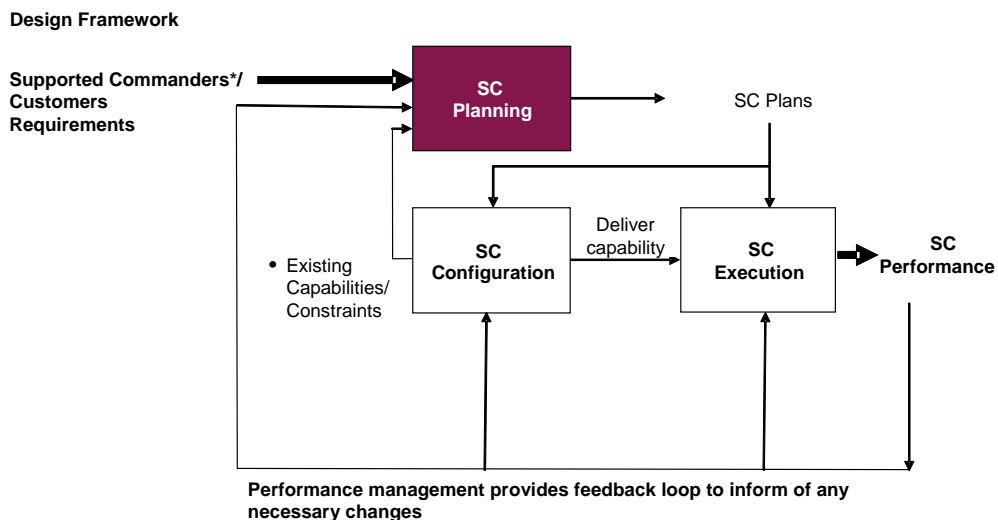 Design Framework
Supported Commanders*/
Customers
Requirements
SC
Planning
SC Plans
Deliver
capability
SC
Configuration
SC
Execution
SC
Performance
• Existing
Capabilities/
Constraints
Performance management provides feedback loop to inform of any
necessary changes